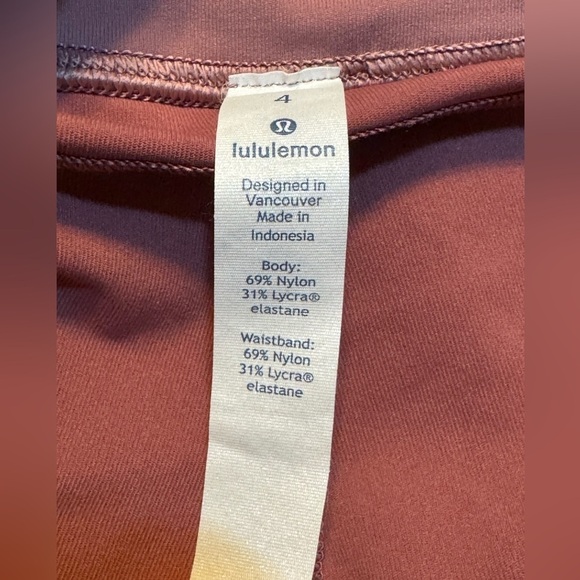 4
lululemon
Designed in
Vancouver
Made in
Indonesia
Body:
69% Nylon
31% Lycra®
elastane
Waistband:
69% Nylon
31% Lycra®
elastane